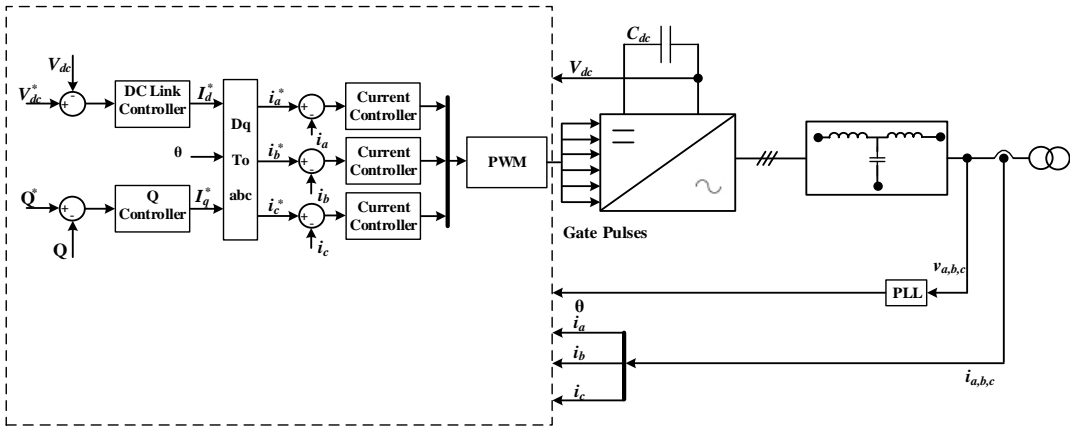 V_dc
V_dc^*
+
-
DC Link
Controller
I_d^*
θ
Q^*
+
-
Q
Q
Controller
I_q^*
Dq
To
abc
i_a^*
+
-
i_a
Current
Controller
i_b^*
+
-
i_b
Current
Controller
i_c^*
+
-
i_c
Current
Controller
PWM
Gate Pulses
V_dc
C_dc
v_a,b,c
PLL
θ
i_a
i_b
i_c
i_a,b,c